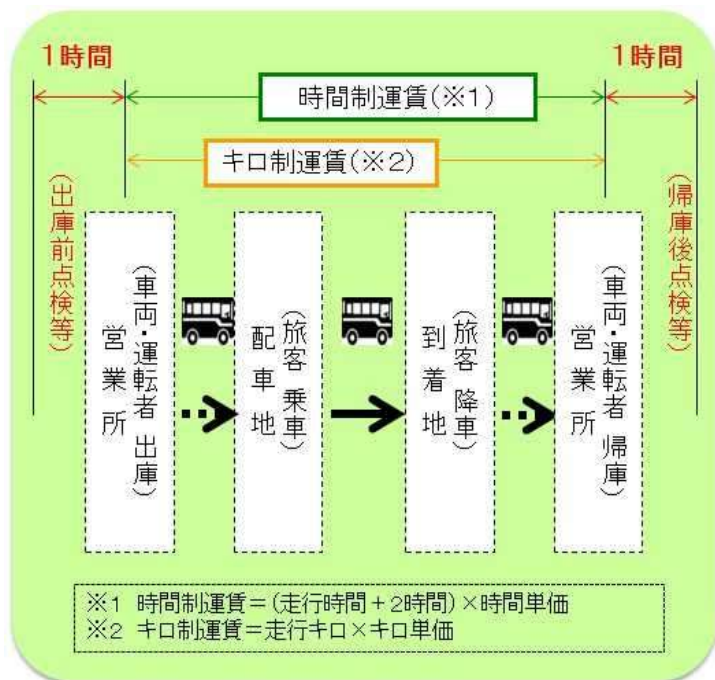 1時間
1時間
時間制運賃(※1)
キロ制運賃(※2)
(出庫前点検等)
営業所
(車両・運転者 出庫)
配車地
(旅客 乗車)
到着地
(旅客 降車)
営業所
(車両・運転者 帰庫)
(帰庫後点検等)
※1 時間制運賃=(走行時間+2時間)×時間単価
※2 キロ制運賃=走行キロ×キロ単価